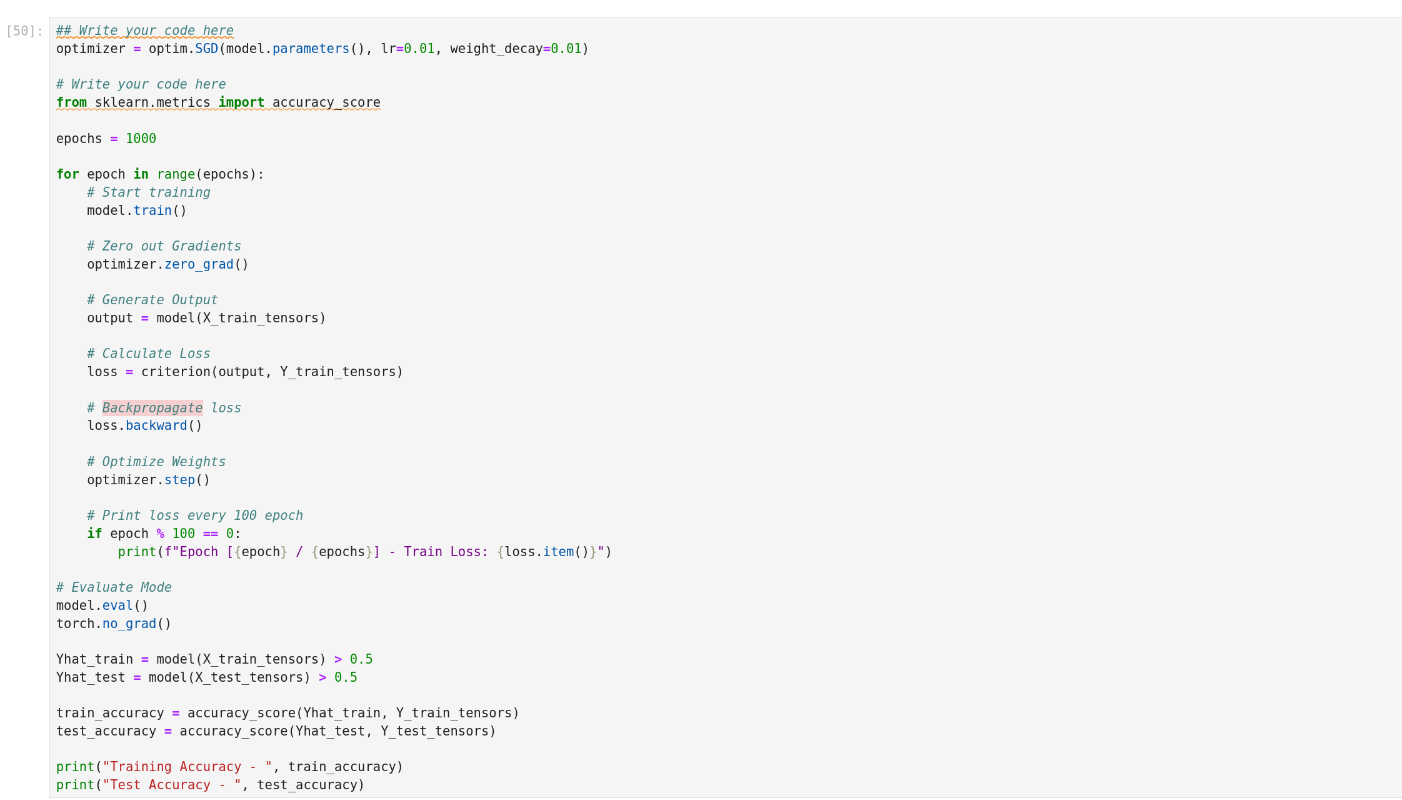 [50]:
## Write your code here
optimizer = optim.SGD(model.parameters(), lr=0.01, weight_decay=0.01)
# Write your code here
from sklearn.metrics import accuracy_score
epochs = 1000
for epoch in range(epochs):
    # Start training
    model.train()
    # Zero out Gradients
    optimizer.zero_grad()
    # Generate Output
    output = model(X_train_tensors)
    # Calculate Loss
    loss = criterion(output, Y_train_tensors)
    # Backpropagate loss
    loss.backward()
    # Optimize Weights
    optimizer.step()
    # Print loss every 100 epoch
    if epoch % 100 == 0:
        print(f"Epoch [{epoch} / {epochs}] - Train Loss: {loss.item()}")
# Evaluate Mode
model.eval()
torch.no_grad()
Yhat_train = model(X_train_tensors) > 0.5
Yhat_test = model(X_test_tensors) > 0.5
train_accuracy = accuracy_score(Yhat_train, Y_train_tensors)
test_accuracy = accuracy_score(Yhat_test, Y_test_tensors)
print("Training Accuracy - ", train_accuracy)
print("Test Accuracy - ", test_accuracy)